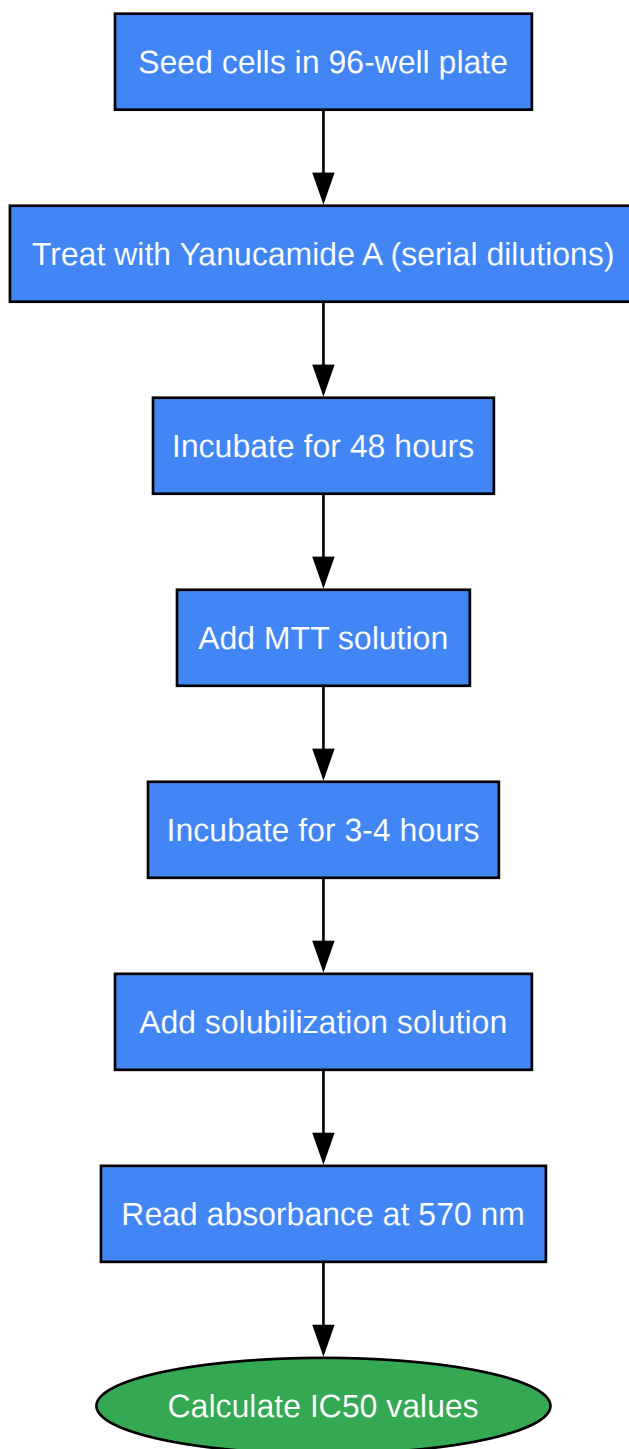 Seed cells in 96-well plate
Treat with Yanucamide A (serial dilutions)
Incubate for 48 hours
Add MTT solution
Incubate for 3-4 hours
Add solubilization solution
Read absorbance at 570 nm
Calculate IC50 values